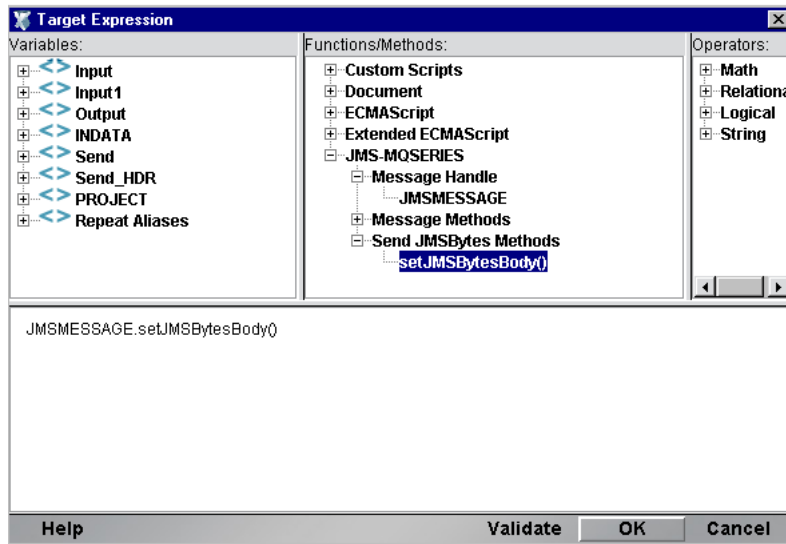 Target Expression
Variables:
Input
Input1
Output
INDATA
Send
Send_HDR
PROJECT
Repeat Aliases
Functions/Methods:
Custom Scripts
Document
ECMAScript
Extended ECMAScript
JMS-MQSERIES
Message Handle
JMSMESSAGE
Message Methods
Send JMSBytes Methods
setJMSBytesBody()
Operators:
Math
Relationa
Logical
String
JMSMESSAGE.setJMSBytesBody()
Help Validate OK Cancel